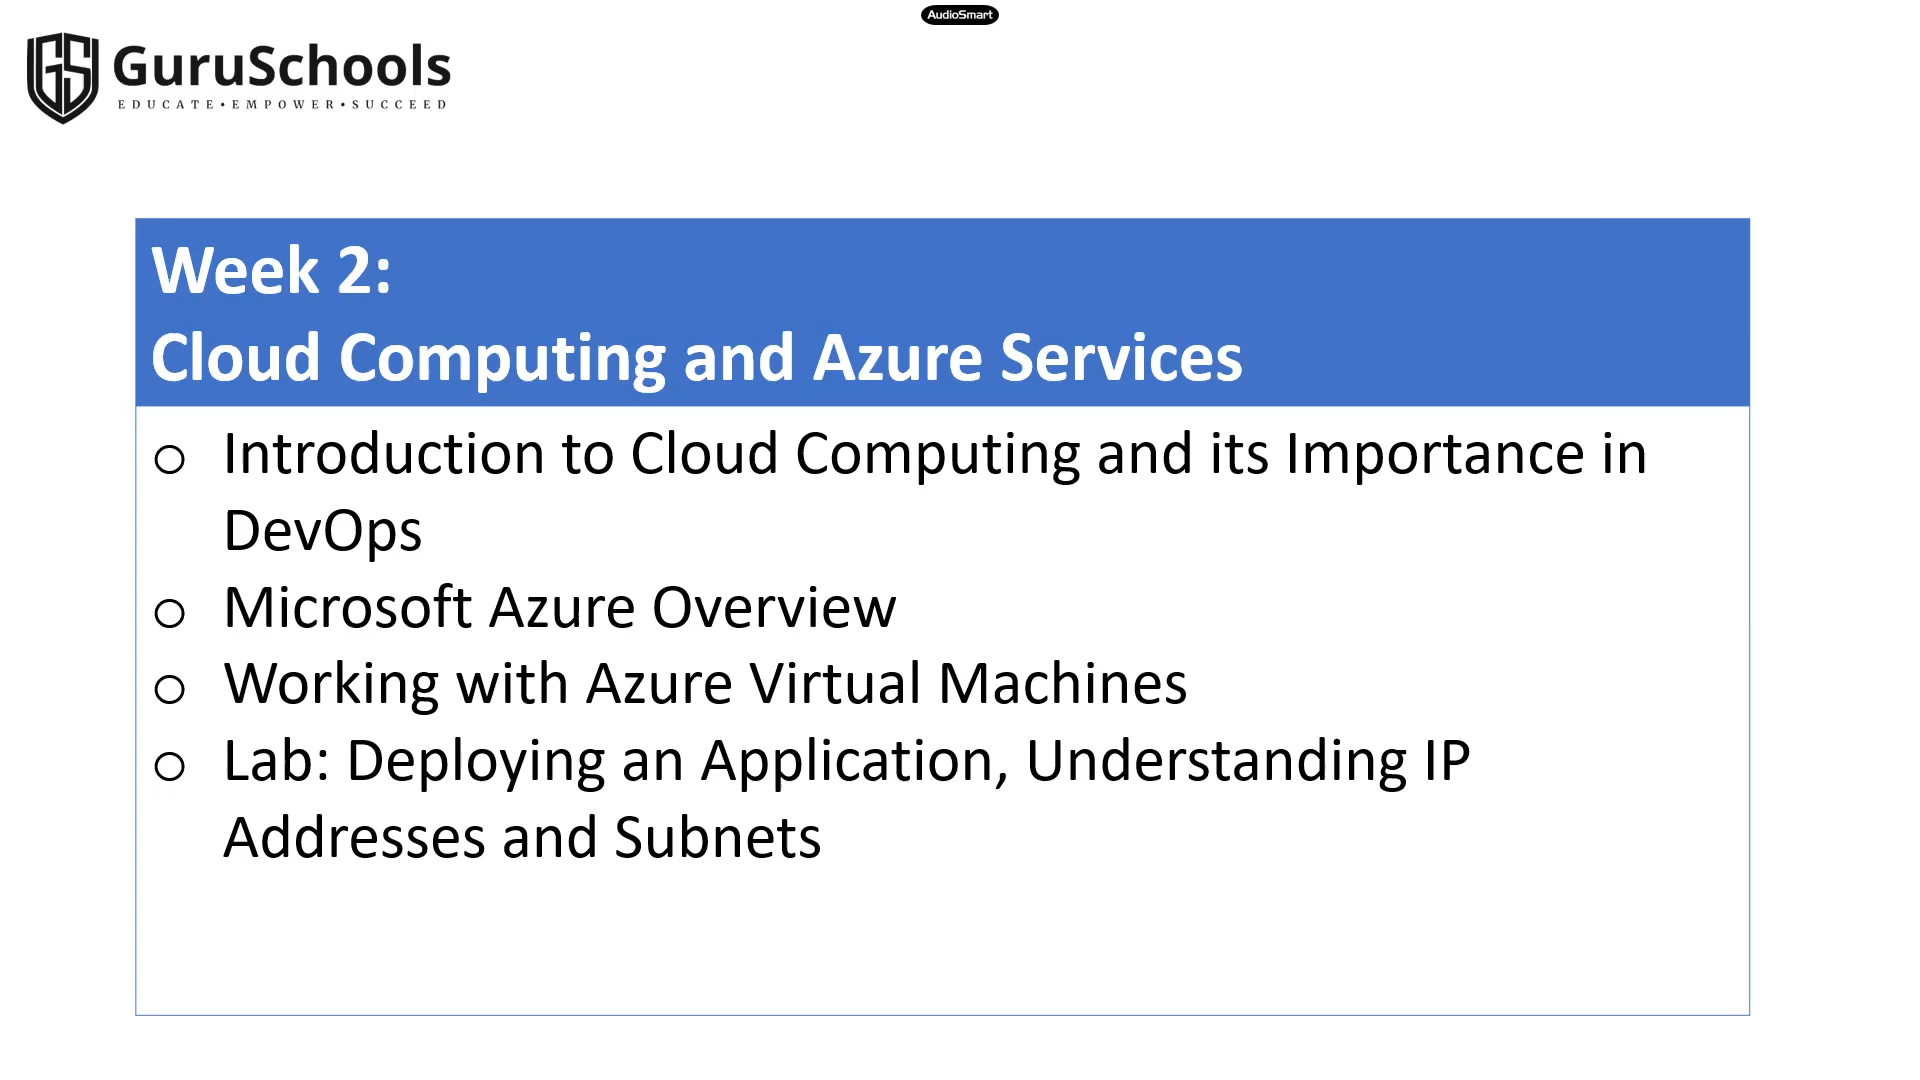 AudioSmart
GS
GuruSchools
EDUCATE•EMPOWER•SUCCEED
Week 2:
Cloud Computing and Azure Services
o Introduction to Cloud Computing and its Importance in
DevOps
o Microsoft Azure Overview
o Working with Azure Virtual Machines
o Lab: Deploying an Application, Understanding IP
Addresses and Subnets